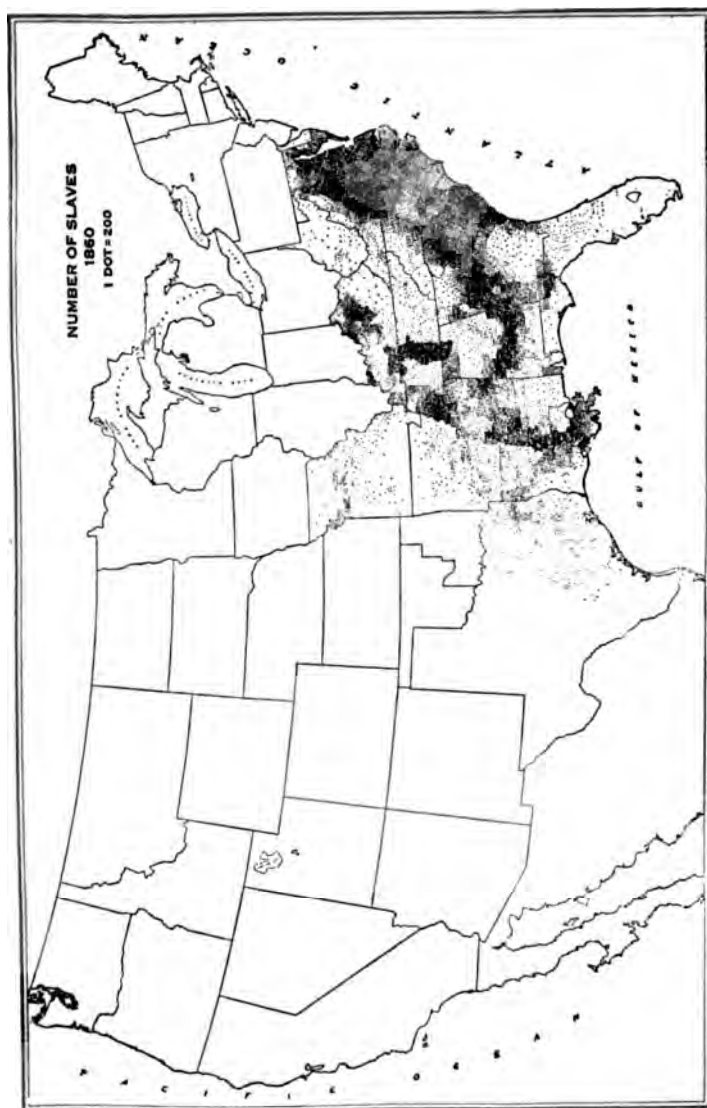 NUMBER OF SLAVES
1860
1 DOT = 200
ATLANTIC OCEAN
GULF OF MEXICO
PACIFIC OCEAN